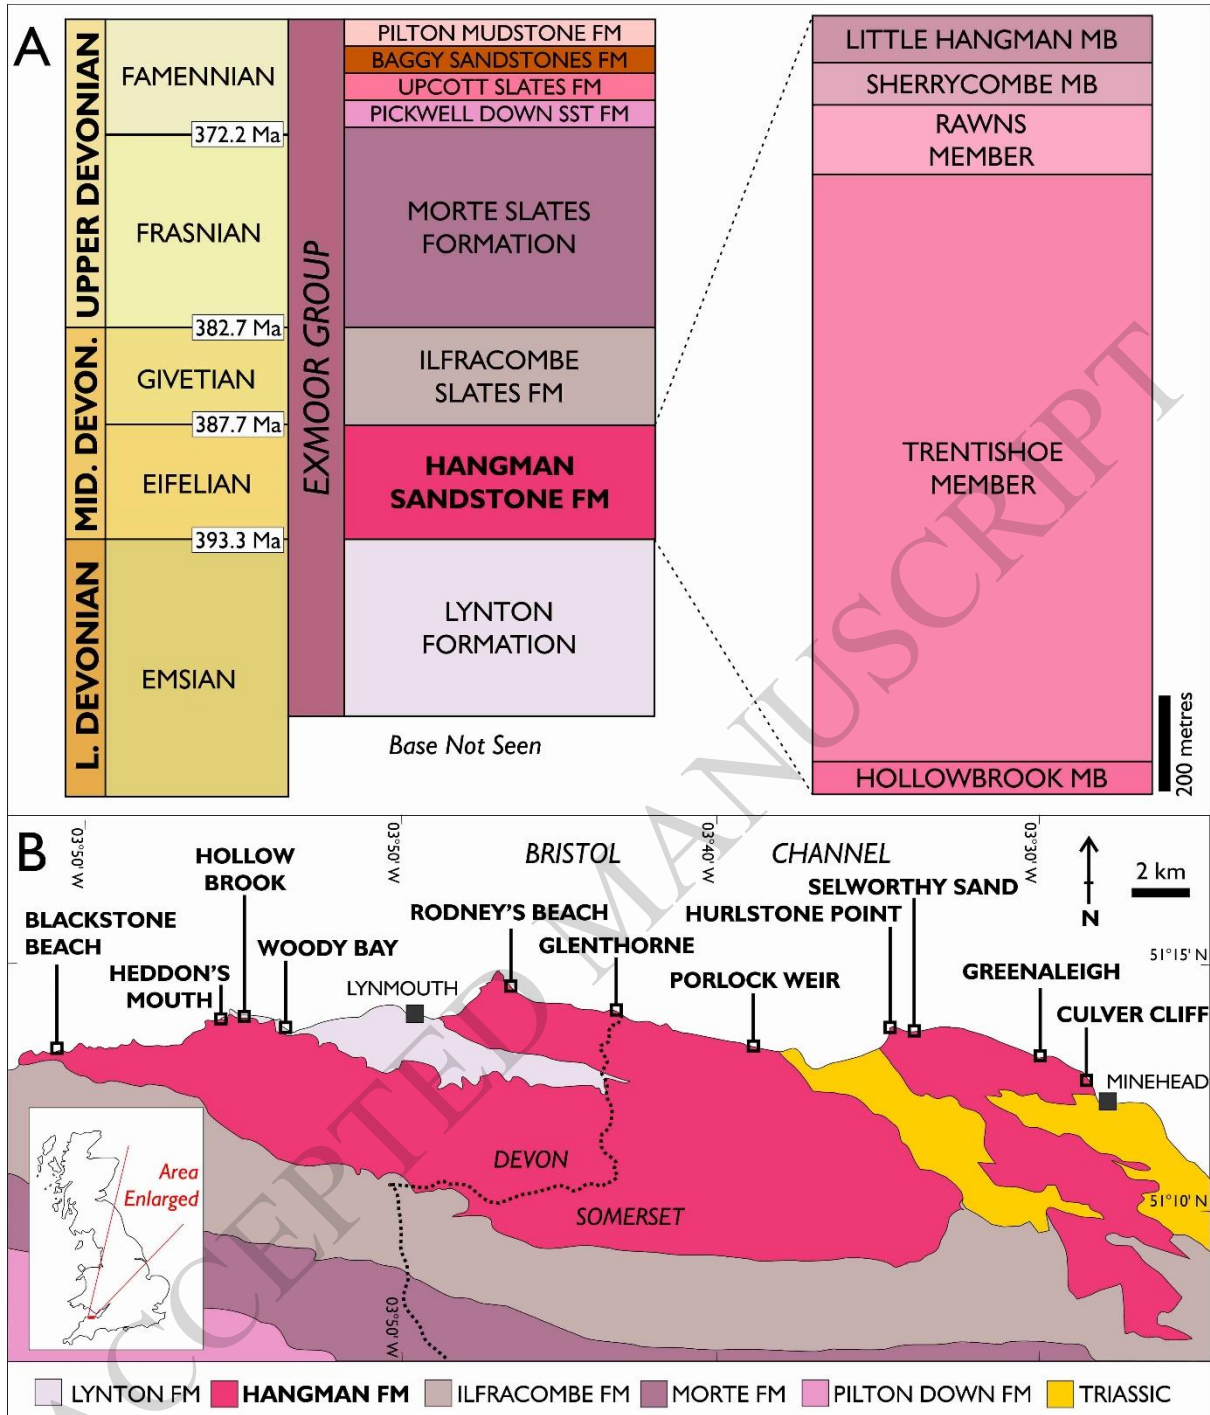 A
UPPER DEVONIAN
MID. DEVON.
L. DEVONIAN
FAMENNIAN
372.2 Ma
FRASNIAN
382.7 Ma
GIVETIAN
387.7 Ma
EIFELIAN
393.3 Ma
EMSIAN
EXMOOR GROUP
PILTON MUDSTONE FM
BAGGY SANDSTONES FM
UPCOTT SLATES FM
PICKWELL DOWN SST FM
MORTE SLATES
FORMATION
ILFRACOMBE
SLATES FM
HANGMAN
SANDSTONE FM
LYNTON
FORMATION
Base Not Seen
LITTLE HANGMAN MB
SHERRYCOMBE MB
RAWNS
MEMBER
TRENTISHOE
MEMBER
HOLLOWBROOK MB
200 metres
B
03°50' W
03°50' W
03°40' W
03°30' W
BRISTOL CHANNEL
N
2 km
51°15' N
51°10' N
BLACKSTONE
BEACH
HEDDON'S
MOUTH
HOLLOW
BROOK
WOODY BAY
LYNMOUTH
RODNEY'S BEACH
GLENTHORNE
PORLOCK WEIR
HURLSTONE POINT
SELWORTHY SAND
GREENALEIGH
CULVER CLIFF
MINEHEAD
DEVON
SOMERSET
03°50' W
Area
Enlarged
LYNTON FM
HANGMAN FM
ILFRACOMBE FM
MORTE FM
PILTON DOWN FM
TRIASSIC
ACCEPTED MANUSCRIPT